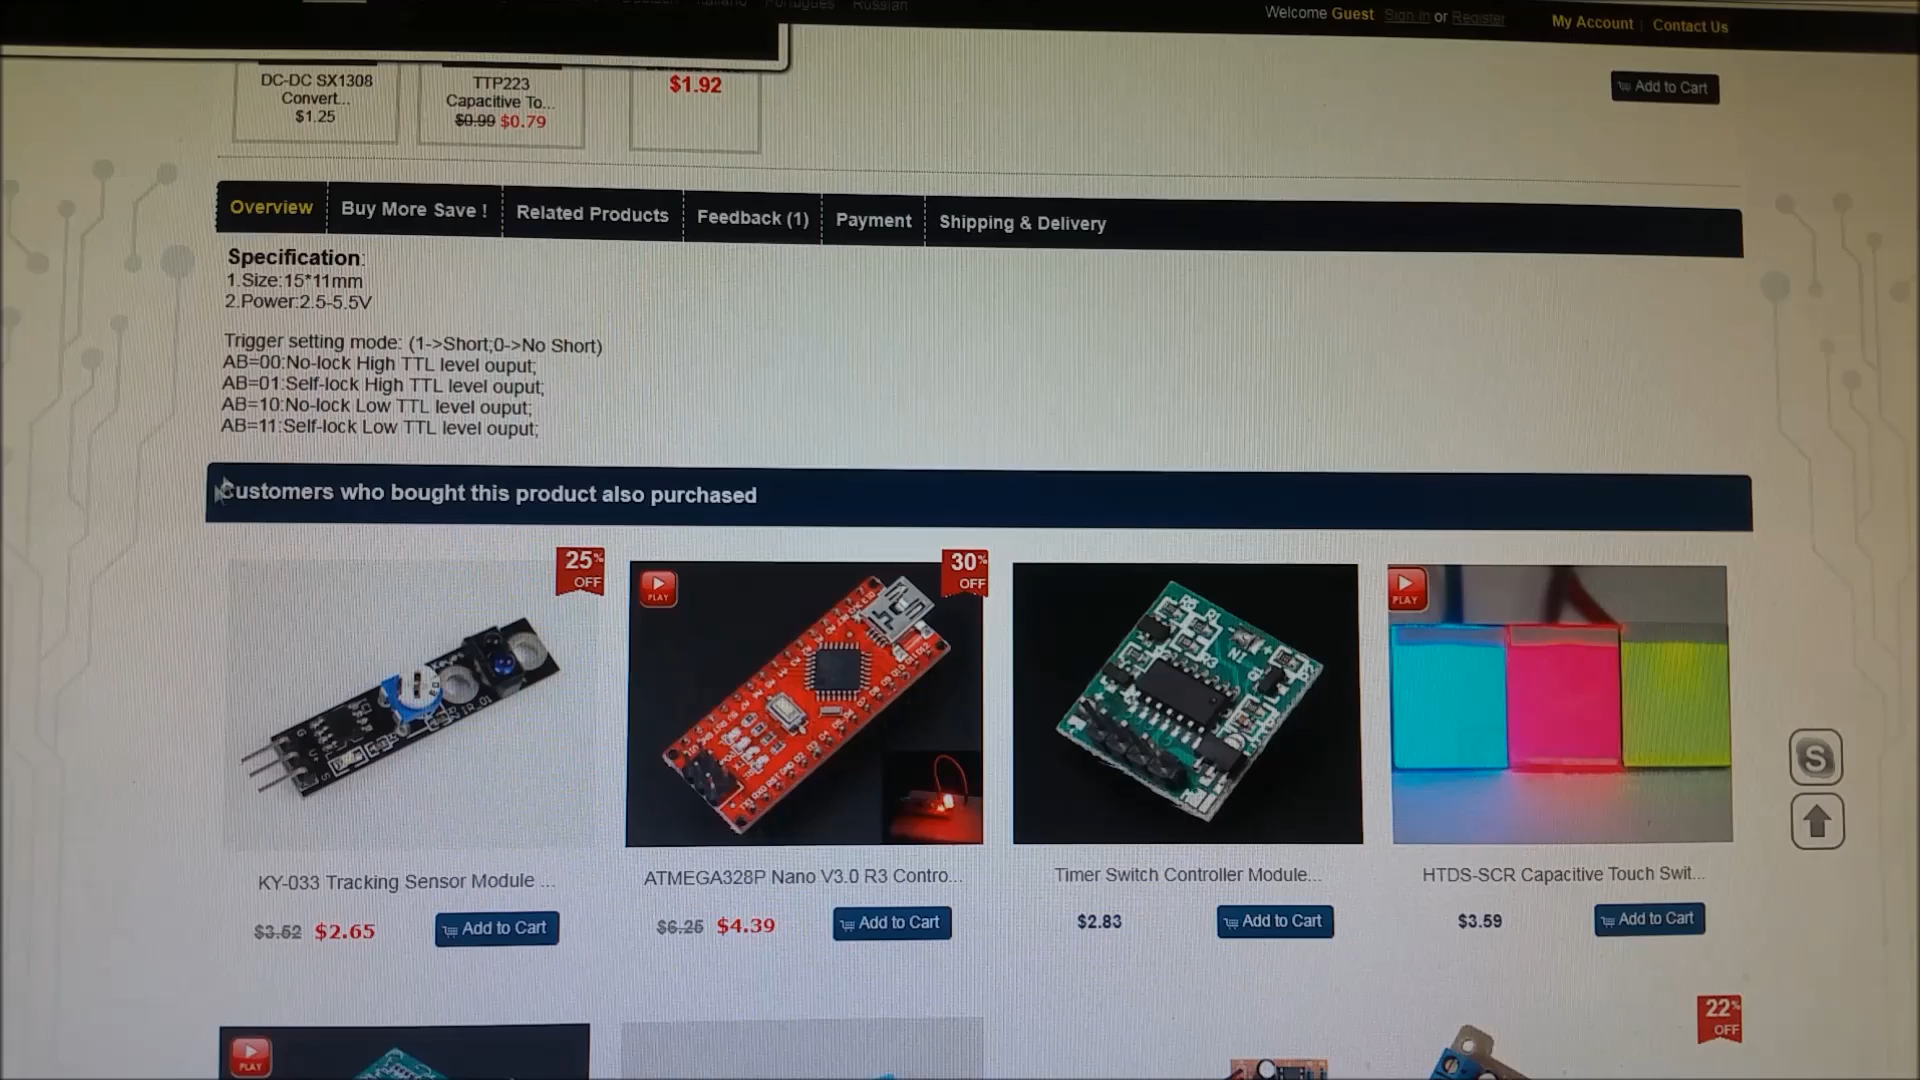 Italiano Português Russian
Welcome Guest Sign In or Register
My Account | Contact Us
DC-DC SX1308
Convert...
$1.25
TTP223
Capacitive To...
$0.99 $0.79
$1.92
Add to Cart
Overview
Buy More Save !
Related Products
Feedback (1)
Payment
Shipping & Delivery
Specification:
1.Size:15*11mm
2.Power:2.5-5.5V
Trigger setting mode: (1->Short;0->No Short)
AB=00:No-lock High TTL level ouput;
AB=01:Self-lock High TTL level ouput;
AB=10:No-lock Low TTL level ouput;
AB=11:Self-lock Low TTL level ouput;
Customers who bought this product also purchased
25% OFF
PLAY
30% OFF
PLAY
Keyes
KY-033 Tracking Sensor Module ...
ATMEGA328P Nano V3.0 R3 Contro...
Timer Switch Controller Module...
HTDS-SCR Capacitive Touch Swit...
$3.52 $2.65
Add to Cart
$6.25 $4.39
Add to Cart
$2.83
Add to Cart
$3.59
Add to Cart
S
PLAY
22% OFF